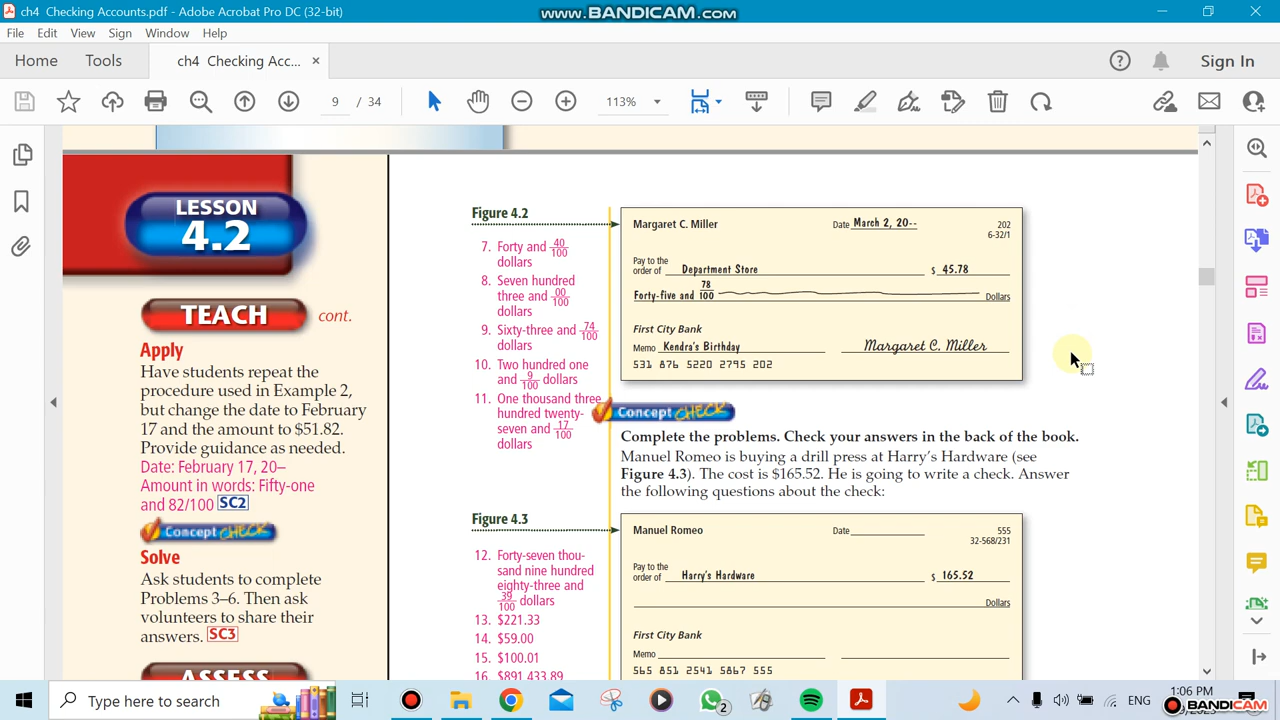 ch4 Checking Accounts.pdf - Adobe Acrobat Pro DC (32-bit)
www.BANDICAM.com
File Edit View Sign Window Help
Home Tools ch4 Checking Acc... × Sign In
9 / 34 113%
LESSON
4.2
TEACH cont.
Apply
Have students repeat the
procedure used in Example 2,
but change the date to February
17 and the amount to $51.82.
Provide guidance as needed.
Date: February 17, 20–
Amount in words: Fifty-one
and 82/100 SC2
Concept CHECK
Solve
Ask students to complete
Problems 3–6. Then ask
volunteers to share their
answers. SC3
ASSESS
Figure 4.2
7. Forty and 40/100
dollars
8. Seven hundred
three and 00/100
dollars
9. Sixty-three and 74/100
dollars
10. Two hundred one
and 9/100 dollars
11. One thousand three
hundred twenty-
seven and 17/100
dollars
Margaret C. Miller Date March 2, 20-- 202
6-32/1
Pay to the
order of Department Store $ 45.78
Forty-five and 78/100 Dollars
First City Bank
Memo Kendra's Birthday Margaret C. Miller
531 876 5220 2795 202
Concept CHECK
Complete the problems. Check your answers in the back of the book.
Manuel Romeo is buying a drill press at Harry's Hardware (see
Figure 4.3). The cost is $165.52. He is going to write a check. Answer
the following questions about the check:
Figure 4.3
12. Forty-seven thou-
sand nine hundred
eighty-three and
39/100 dollars
13. $221.33
14. $59.00
15. $100.01
16. $891,433.89
Manuel Romeo Date 555
32-568/231
Pay to the
order of Harry's Hardware $ 165.52
Dollars
First City Bank
Memo
565 851 2541 5867 555
Type here to search
2
ENG
1:06 PM
BANDICAM